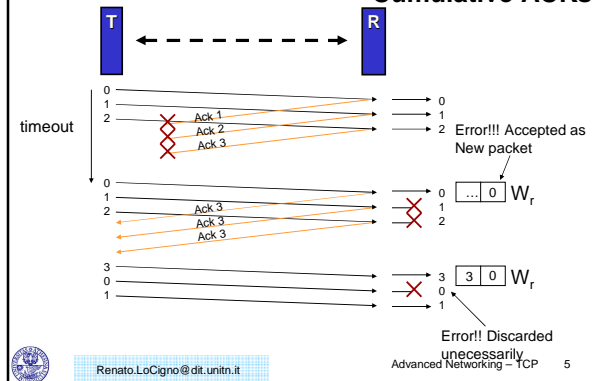 Cumulative ACKs
T
R
0
1
2
timeout
Ack 1
Ack 2
Ack 3
0
1
2
Error!!! Accepted as
New packet
0
1
2
Ack 3
Ack 3
Ack 3
0
1
2
... 0
Wr
3
0
1
3
0
1
3 0
Wr
Error!! Discarded
unecessarily
Renato.LoCigno@dit.unitn.it
Advanced Networking – TCP 5